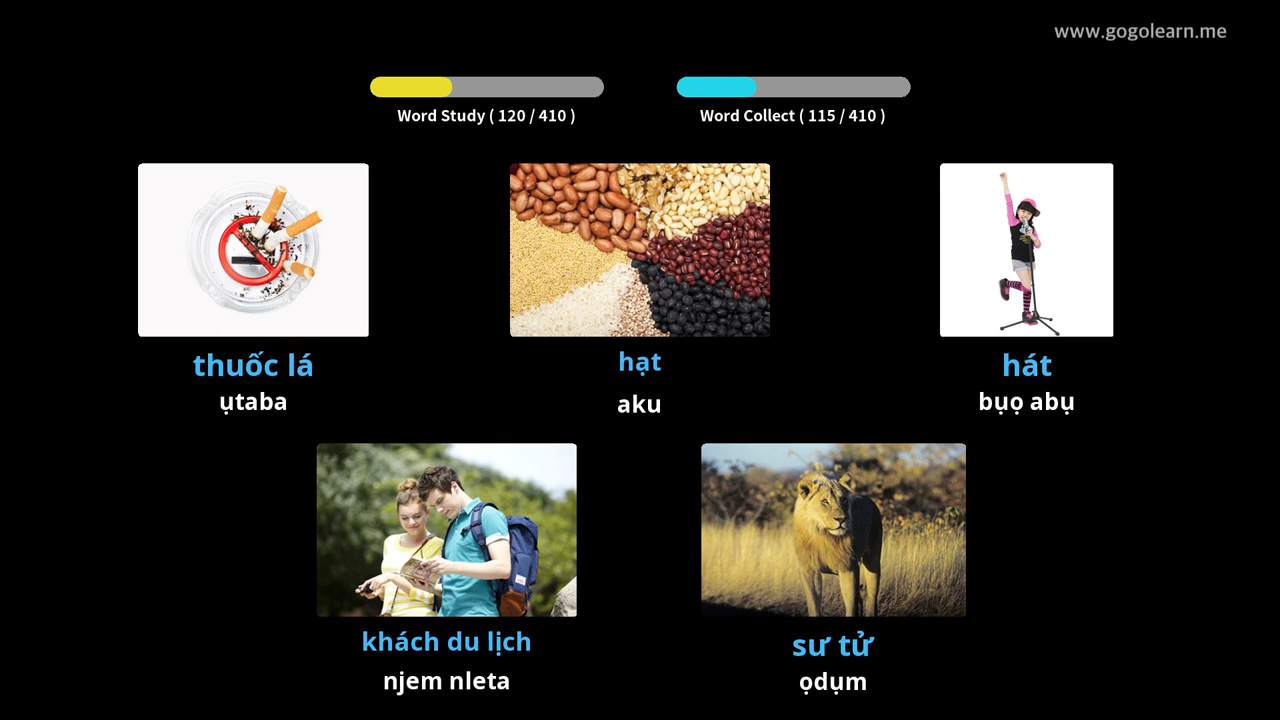 www.gogolearn.me
Word Study ( 120 / 410 )
Word Collect ( 115 / 410 )
thuốc lá
ụtaba
hạt
aku
hát
bụọ abụ
khách du lịch
njem nleta
sư tử
ọdụm